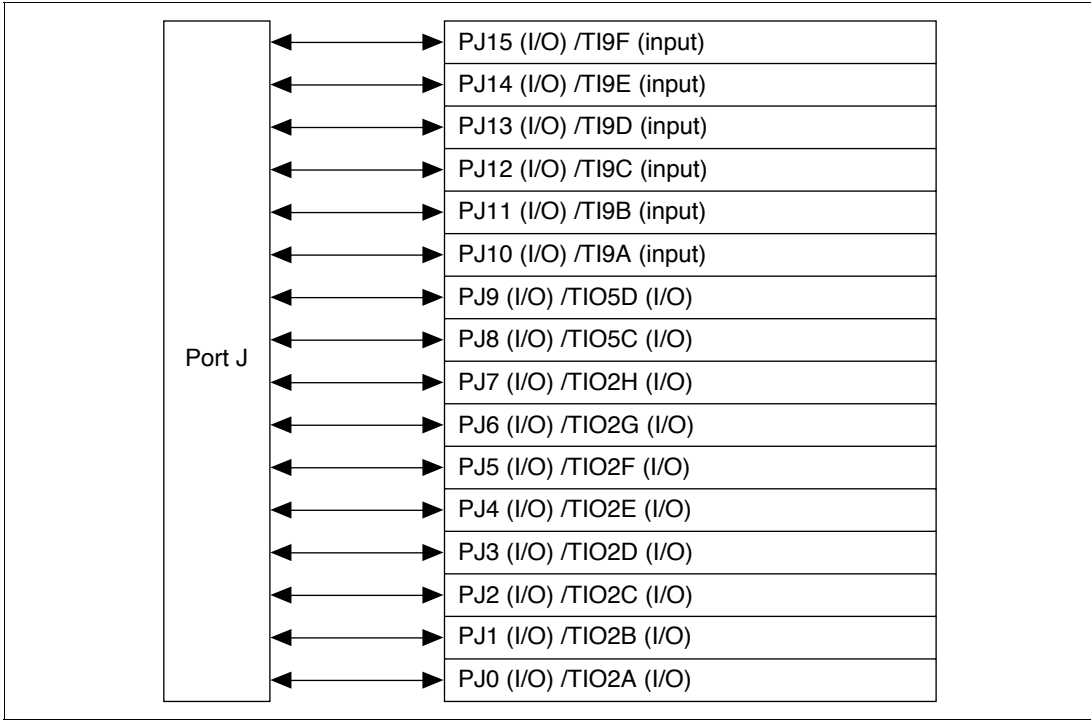 Port J
PJ15 (I/O) /TI9F (input)
PJ14 (I/O) /TI9E (input)
PJ13 (I/O) /TI9D (input)
PJ12 (I/O) /TI9C (input)
PJ11 (I/O) /TI9B (input)
PJ10 (I/O) /TI9A (input)
PJ9 (I/O) /TIO5D (I/O)
PJ8 (I/O) /TIO5C (I/O)
PJ7 (I/O) /TIO2H (I/O)
PJ6 (I/O) /TIO2G (I/O)
PJ5 (I/O) /TIO2F (I/O)
PJ4 (I/O) /TIO2E (I/O)
PJ3 (I/O) /TIO2D (I/O)
PJ2 (I/O) /TIO2C (I/O)
PJ1 (I/O) /TIO2B (I/O)
PJ0 (I/O) /TIO2A (I/O)